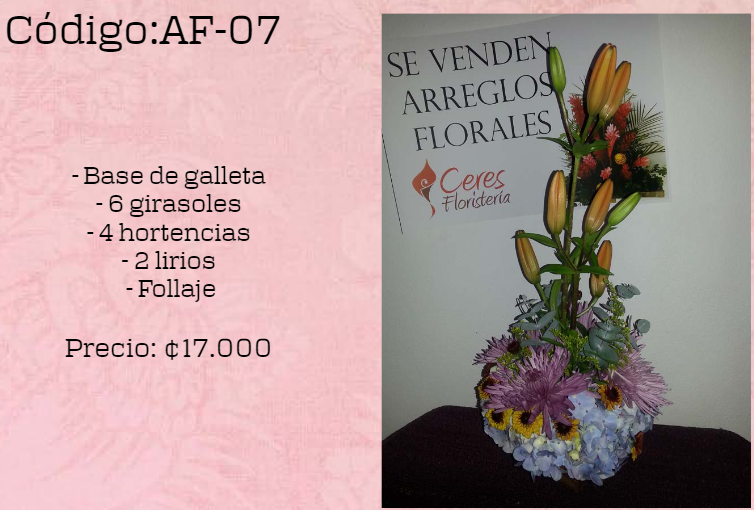 Código:AF-07
- Base de galleta
- 6 girasoles
- 4 hortencias
- 2 lirios
- Follaje
Precio: ¢17.000
SE VENDEN
ARREGLOS
FLORALES
Ceres
Floristería